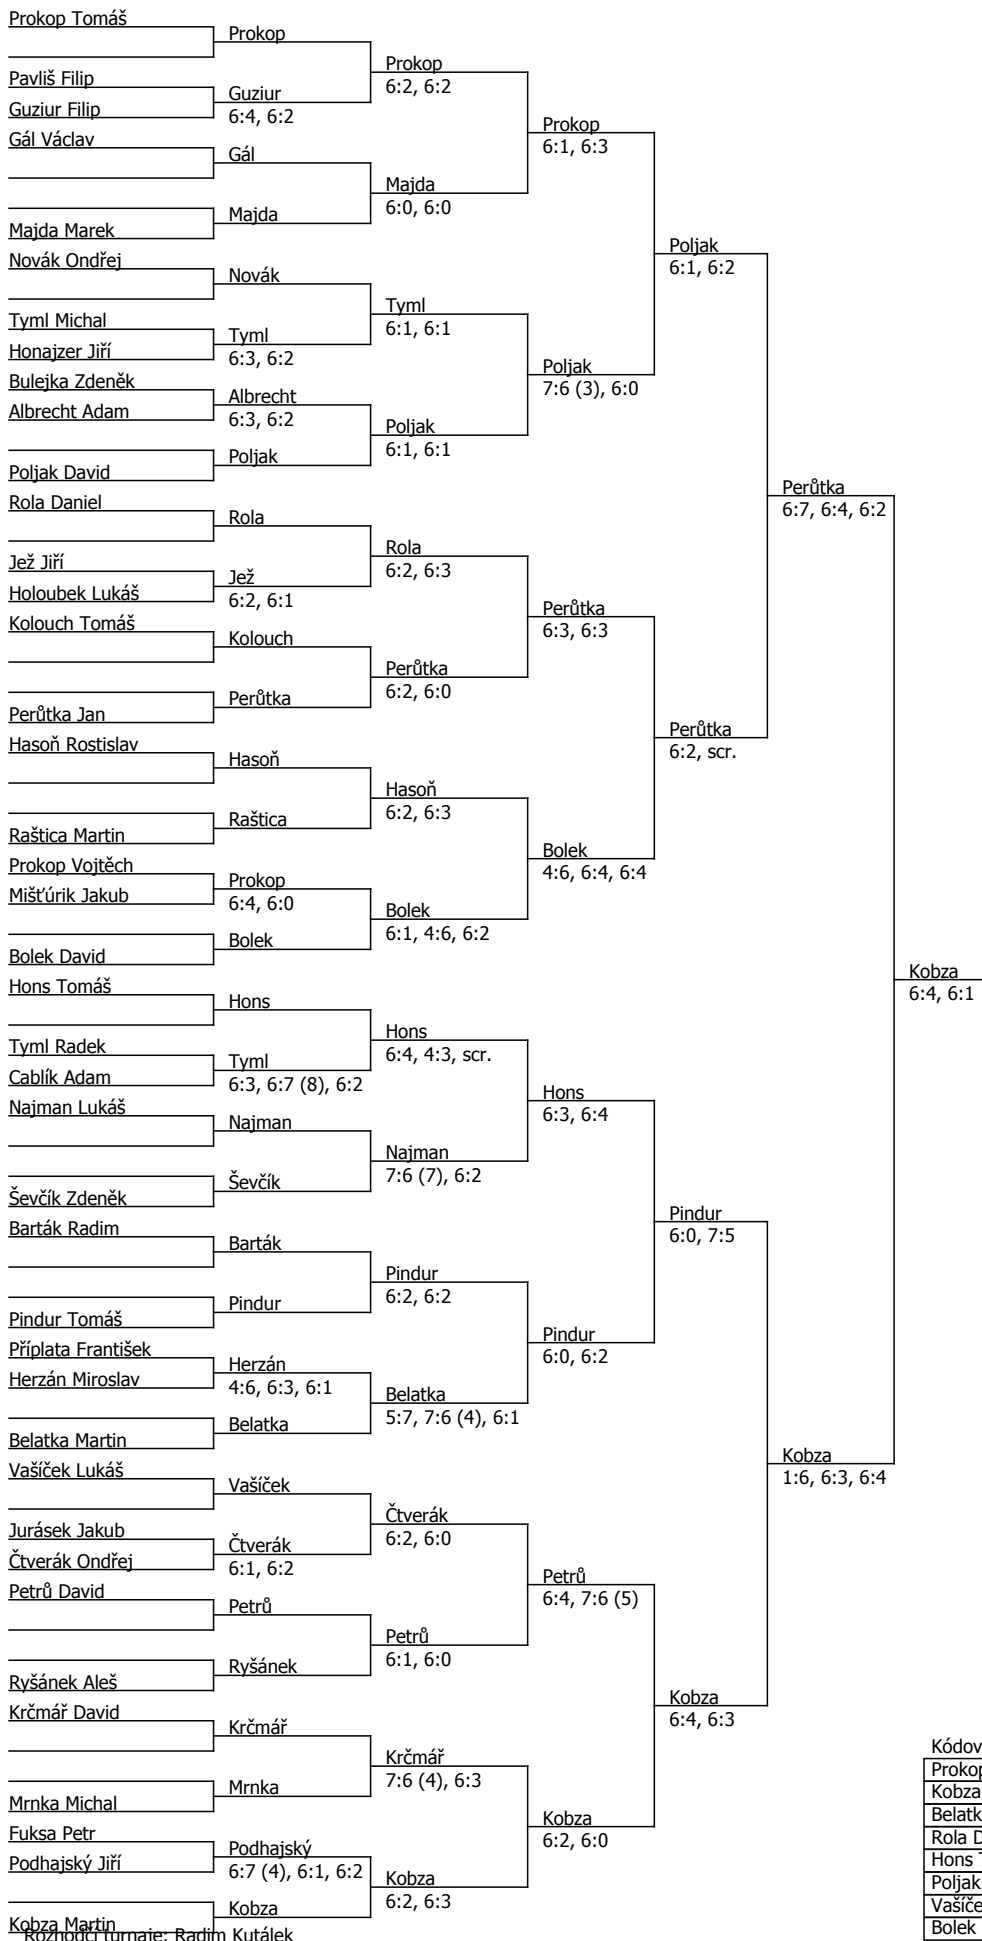 Prokop Tomáš
Prokop
Prokop
6:2, 6:2
Pavliš Filip
Guziur Filip
Guziur
6:4, 6:2
Prokop
6:1, 6:3
Gál Václav
Gál
Majda
6:0, 6:0
Majda Marek
Majda
Poljak
6:1, 6:2
Novák Ondřej
Novák
Tyml
6:1, 6:1
Tyml Michal
Honajzer Jiří
Tyml
6:3, 6:2
Poljak
7:6 (3), 6:0
Bulejka Zdeněk
Albrecht Adam
Albrecht
6:3, 6:2
Poljak
6:1, 6:1
Poljak David
Poljak
Perůtka
6:7, 6:4, 6:2
Rola Daniel
Rola
Rola
6:2, 6:3
Jež Jiří
Holoubek Lukáš
Jež
6:2, 6:1
Perůtka
6:3, 6:3
Kolouch Tomáš
Kolouch
Perůtka
6:2, 6:0
Perůtka Jan
Perůtka
Perůtka
6:2, scr.
Hasoň Rostislav
Hasoň
Hasoň
6:2, 6:3
Raštica Martin
Raštica
Bolek
4:6, 6:4, 6:4
Prokop Vojtěch
Mišťúrik Jakub
Prokop
6:4, 6:0
Bolek
6:1, 4:6, 6:2
Bolek David
Bolek
Kobza
6:4, 6:1
Hons Tomáš
Hons
Hons
6:4, 4:3, scr.
Tyml Radek
Cablík Adam
Tyml
6:3, 6:7 (8), 6:2
Hons
6:3, 6:4
Najman Lukáš
Najman
Najman
7:6 (7), 6:2
Ševčík Zdeněk
Ševčík
Pindur
6:0, 7:5
Barták Radim
Barták
Pindur
6:2, 6:2
Pindur Tomáš
Pindur
Pindur
6:0, 6:2
Příplata František
Herzán Miroslav
Herzán
4:6, 6:3, 6:1
Belatka
5:7, 7:6 (4), 6:1
Belatka Martin
Belatka
Kobza
1:6, 6:3, 6:4
Vašíček Lukáš
Vašíček
Čtverák
6:2, 6:0
Jurásek Jakub
Čtverák Ondřej
Čtverák
6:1, 6:2
Petrů
6:4, 7:6 (5)
Petrů David
Petrů
Petrů
6:1, 6:0
Ryšánek Aleš
Ryšánek
Kobza
6:4, 6:3
Krčmář David
Krčmář
Krčmář
7:6 (4), 6:3
Mrnka Michal
Mrnka
Kobza
6:2, 6:0
Fuksa Petr
Podhajský Jiří
Podhajský
6:7 (4), 6:1, 6:2
Kobza
6:2, 6:3
Kobza Martin
Kobza
Rozhodčí turnaje: Radim Kutálek
Kódov
Prokop
Kobza
Belatk
Rola D
Hons T
Poljak
Vašíče
Bolek